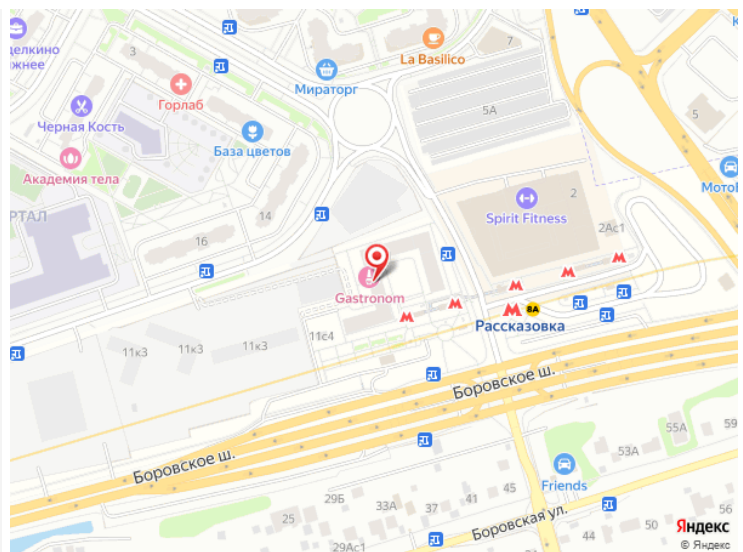 делкино
жнее
3
Горлаб
Мираторг
La Basilico
К
5А
5
Черная Кость
База цветов
Академия тела
МотоВ
РТАЛ
14
16
Spirit Fitness
2
2Ас1
Gastronom
8А
Рассказовка
11с4
11к3
11к3
11к3
Боровское ш.
Боровское ш.
59
55А
53А
Friends
29Б
25
33А
37
41
45
29Ас1
Боровская ул.
44
50
54
56
Яндекс
© Яндекс